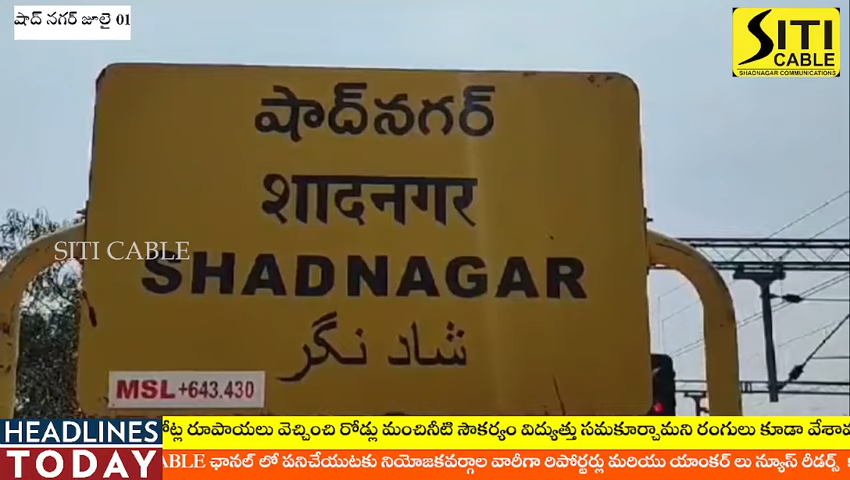 షాద్ నగర్ జూలై 01
SITI
CABLE
SHADNAGAR COMMUNICATIONS
షాద్‌నగర్
शादनगर
SITI CABLE
SHADNAGAR
شاد نگر
MSL +643.430
HEADLINES
TODAY
రూపాయలు వెచ్చించి రోడ్లు మంచినీటి సౌకర్యం విద్యుత్తు సమకూర్చామని రంగులు కూడా
ABLE ఛానల్ లో పనిచేయుటకు నియోజకవర్గాల వారీగా రిపోర్టర్లు మరియు యాంకర్ లు న్యూస్ రీడర్స్